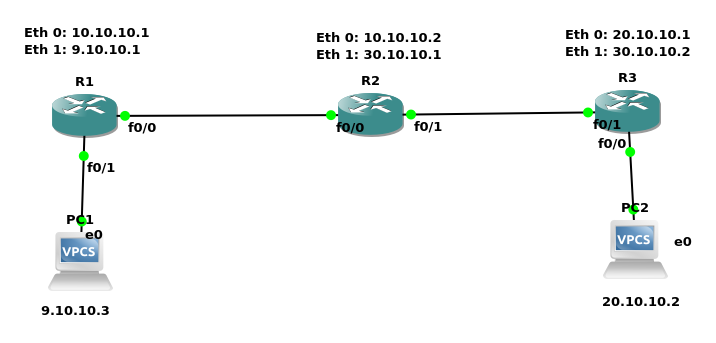 Eth 0: 10.10.10.1
Eth 1: 9.10.10.1
Eth 0: 10.10.10.2
Eth 1: 30.10.10.1
Eth 0: 20.10.10.1
Eth 1: 30.10.10.2
R1
R2
R3
f0/0
f0/0
f0/1
f0/1
f0/0
f0/1
PC1
e0
VPCS
9.10.10.3
PC2
e0
VPCS
20.10.10.2